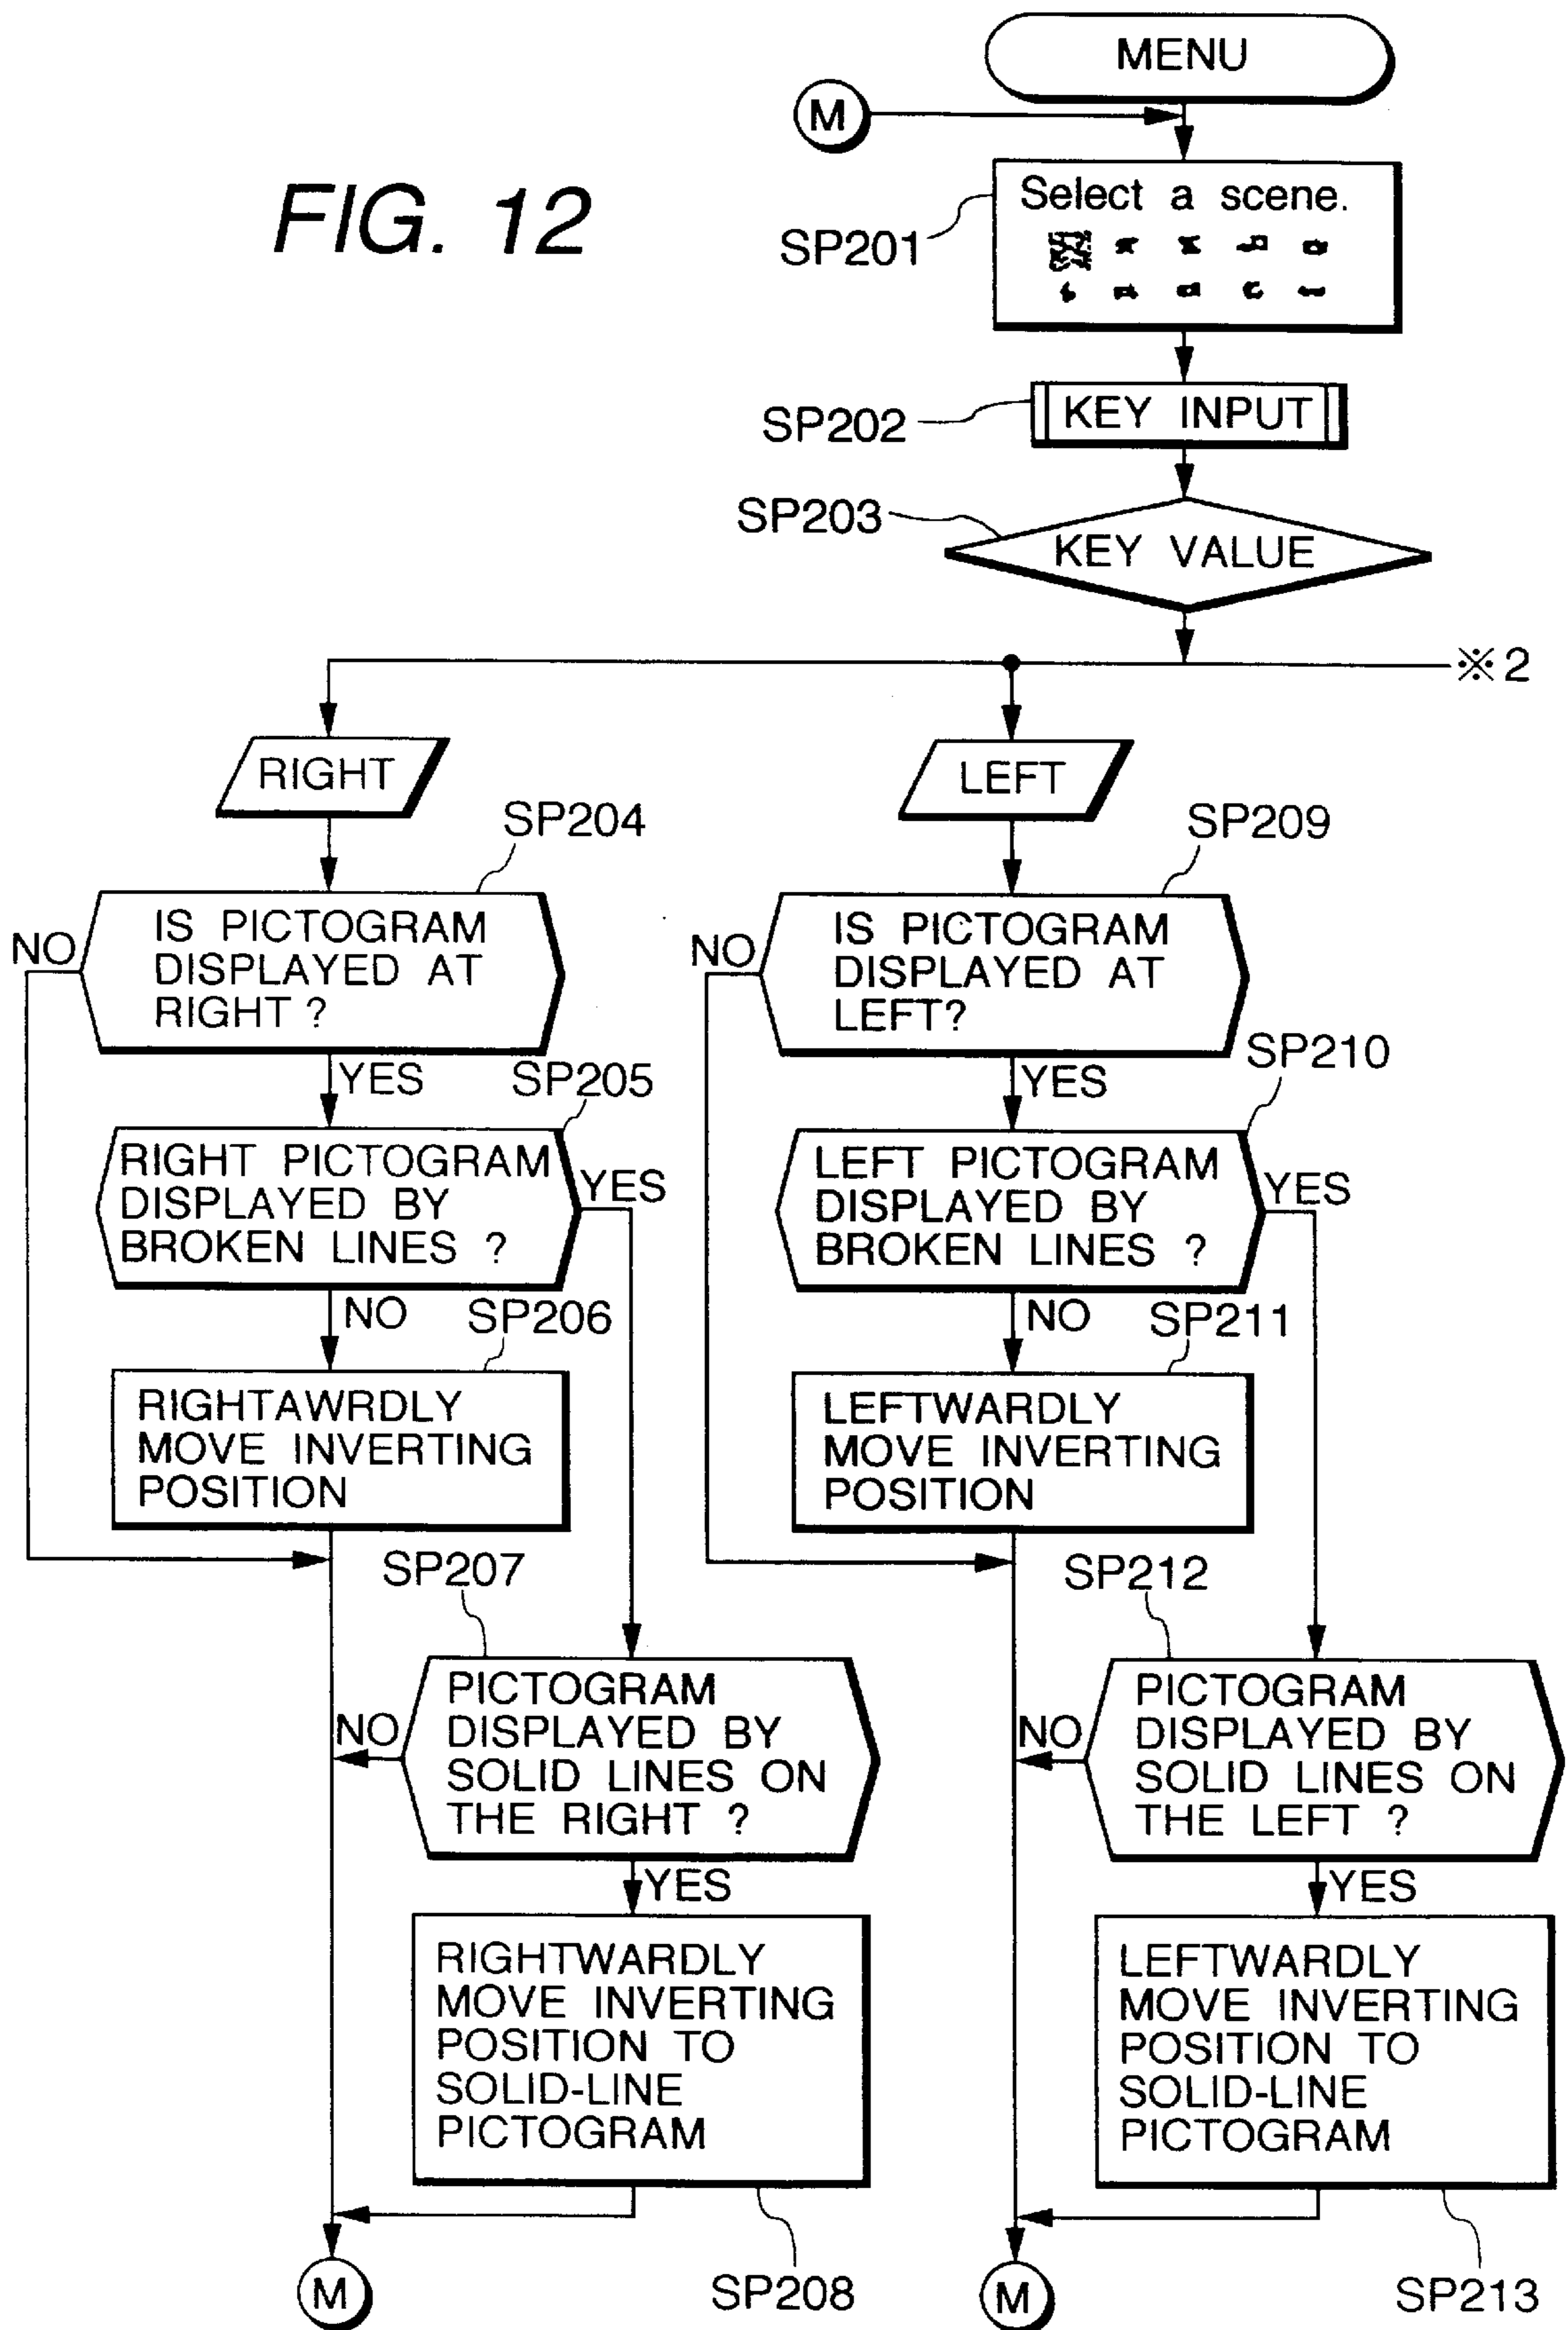 MENU
M
FIG. 12
Select a scene.
SP201
SP202
KEY INPUT
SP203
KEY VALUE
※2
RIGHT
LEFT
SP204
SP209
IS PICTOGRAM
DISPLAYED AT
RIGHT ?
NO
IS PICTOGRAM
DISPLAYED AT
LEFT?
NO
YES
SP205
YES
SP210
RIGHT PICTOGRAM
DISPLAYED BY
BROKEN LINES ?
YES
LEFT PICTOGRAM
DISPLAYED BY
BROKEN LINES ?
YES
NO
SP206
NO
SP211
RIGHTAWRDLY
MOVE INVERTING
POSITION
LEFTWARDLY
MOVE INVERTING
POSITION
SP207
SP212
PICTOGRAM
DISPLAYED BY
SOLID LINES ON
THE RIGHT ?
NO
PICTOGRAM
DISPLAYED BY
SOLID LINES ON
THE LEFT ?
NO
YES
YES
RIGHTWARDLY
MOVE INVERTING
POSITION TO
SOLID-LINE
PICTOGRAM
LEFTWARDLY
MOVE INVERTING
POSITION TO
SOLID-LINE
PICTOGRAM
M
SP208
M
SP213